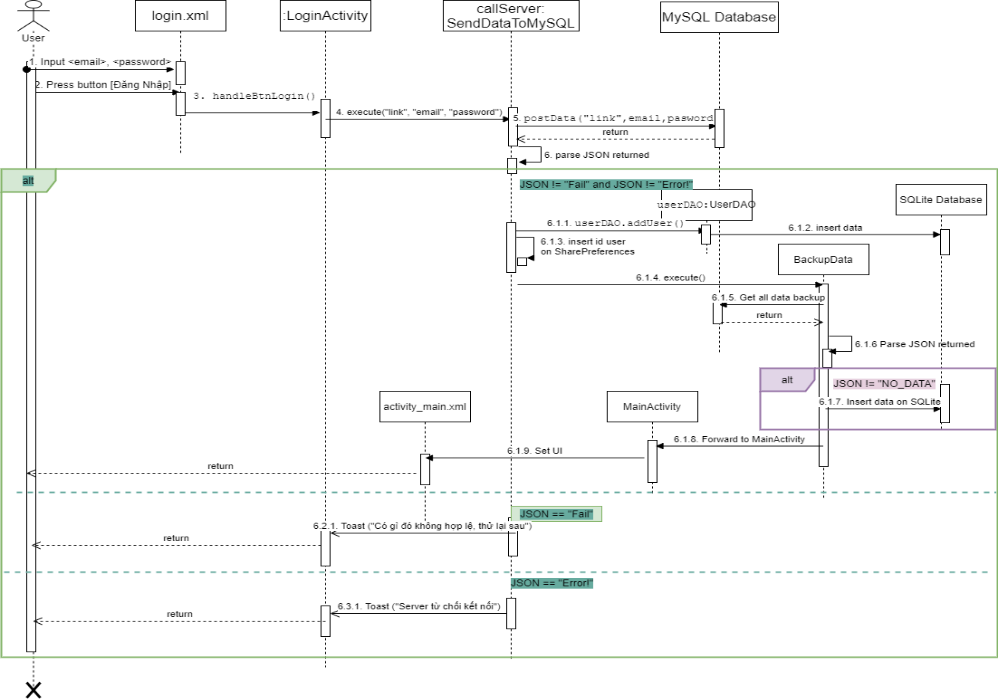 login.xml
:LoginActivity
callServer:
SendDataToMySQL
MySQL Database
User
1. Input <email>, <password>
2. Press button [Đăng Nhập]
3. handleBtnLogin()
4. execute("link", "email", "password")
5. postData("link",email,pasword
return
6. parse JSON returned
alt
JSON != "Fail" and JSON != "Error!"
userDAO:UserDAO
SQLite Database
6.1.1. userDAO.addUser()
6.1.2. insert data
6.1.3. insert id user
on SharePreferences
BackupData
6.1.4. execute()
6.1.5. Get all data backup
return
6.1.6 Parse JSON returned
alt
JSON != "NO_DATA"
6.1.7. Insert data on SQLite
activity_main.xml
MainActivity
6.1.8. Forward to MainActivity
6.1.9. Set UI
return
JSON == "Fail"
6.2.1. Toast ("Có gì đó không hợp lệ, thử lại sau")
return
JSON == "Error!"
6.3.1. Toast ("Server từ chối kết nối")
return